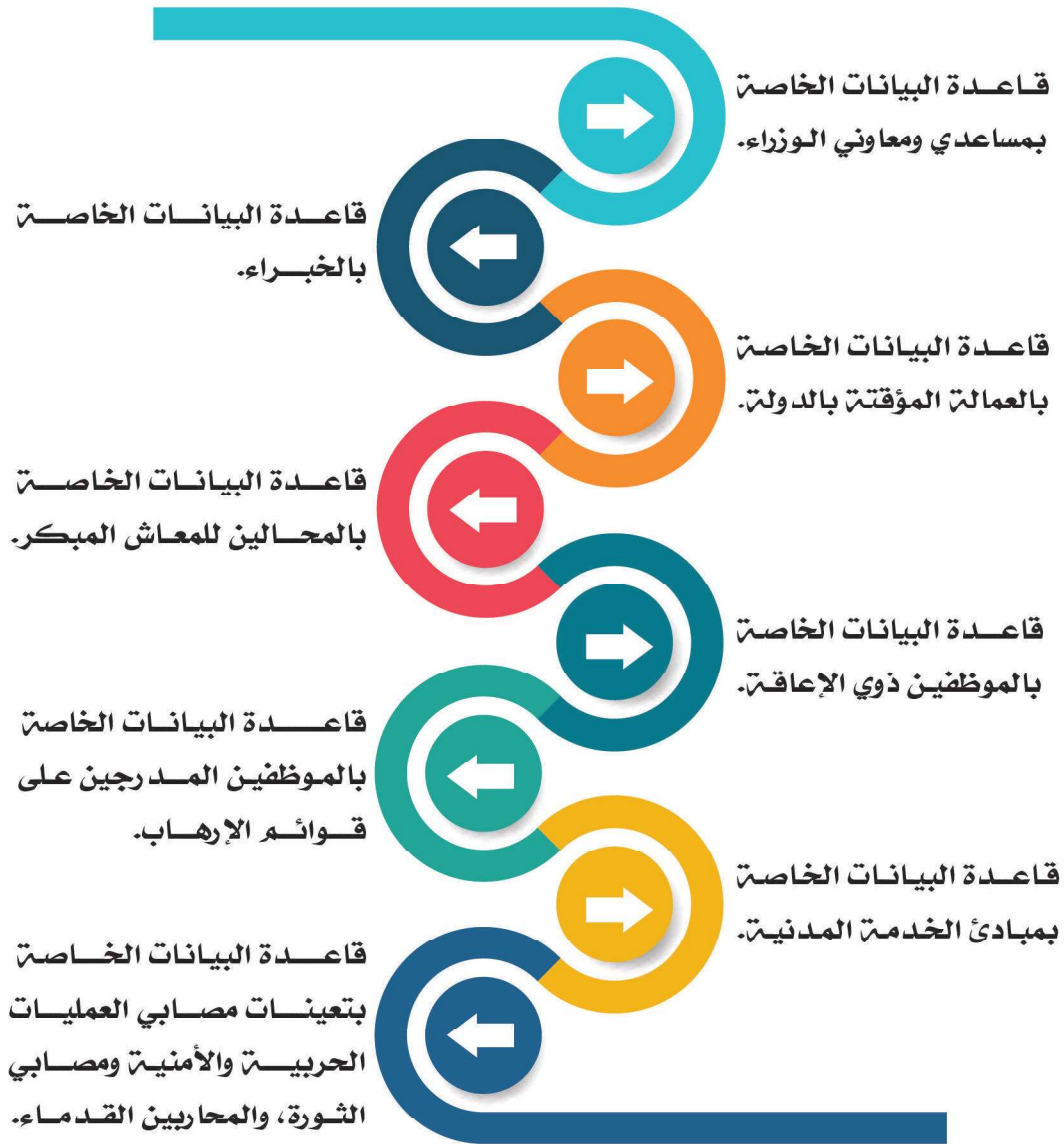 قاعدة البيانات الخاصة
بمساعدي ومعاوني الوزراء.
قاعدة البيانات الخاصة
بالخبراء.
قاعدة البيانات الخاصة
بالعمالة المؤقتة بالدولة.
قاعدة البيانات الخاصة
بالمحالين للمعاش المبكر.
قاعدة البيانات الخاصة
بالموظفين ذوي الإعاقة.
قاعدة البيانات الخاصة
بالموظفين المدرجين على
قوائم الإرهاب.
قاعدة البيانات الخاصة
بمبادئ الخدمة المدنية.
قاعدة البيانات الخاصة
بتعينات مصابي العمليات
الحربية والأمنية ومصابي
الثورة، والمحاربين القدماء.